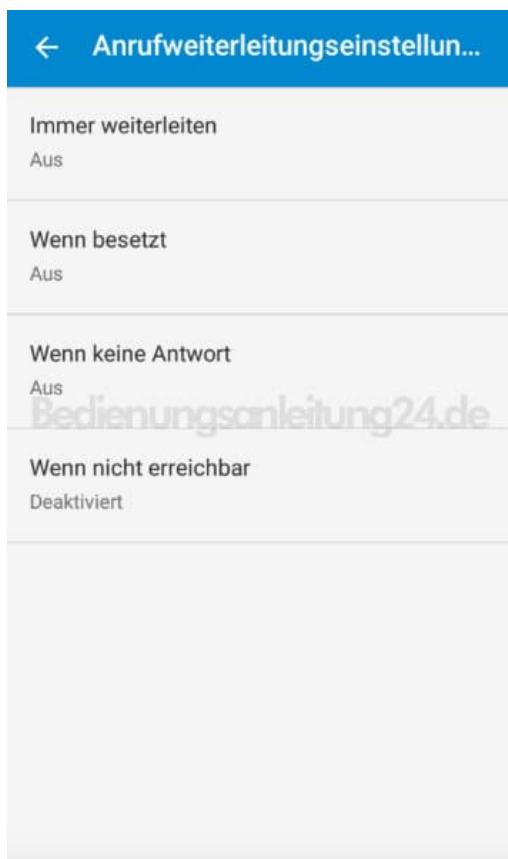 Anrufweiterleitungseinstellun...
Immer weiterleiten
Aus
Wenn besetzt
Aus
Wenn keine Antwort
Aus
Bedienungsanleitung24.de
Wenn nicht erreichbar
Deaktiviert